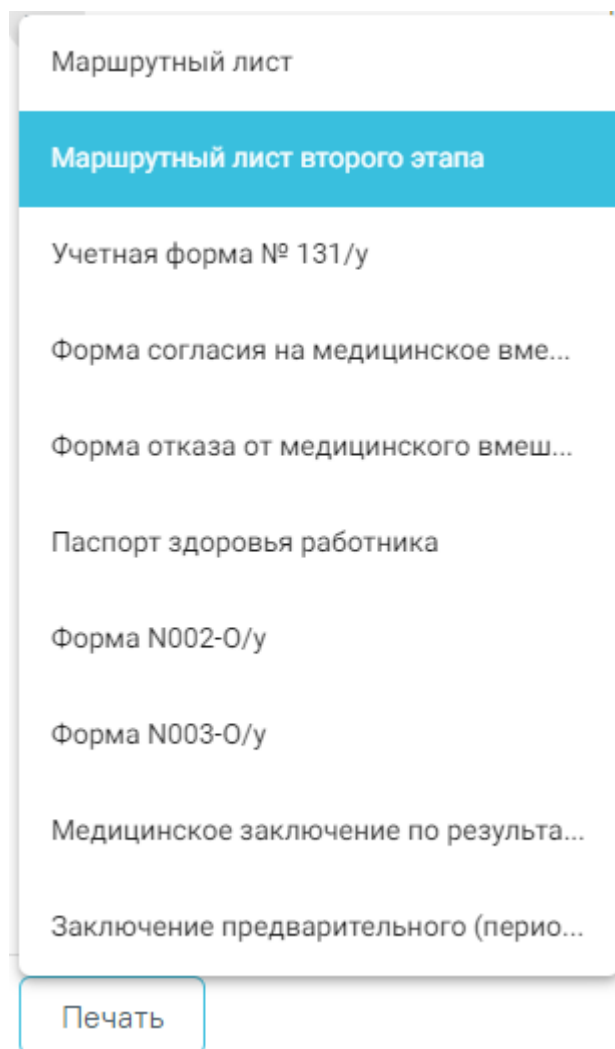 Маршрутный лист
Маршрутный лист второго этапа
Учетная форма № 131/у
Форма согласия на медицинское вме...
Форма отказа от медицинского вмеш...
Паспорт здоровья работника
Форма N002-О/у
Форма N003-О/у
Медицинское заключение по результа...
Заключение предварительного (перио...
Печать